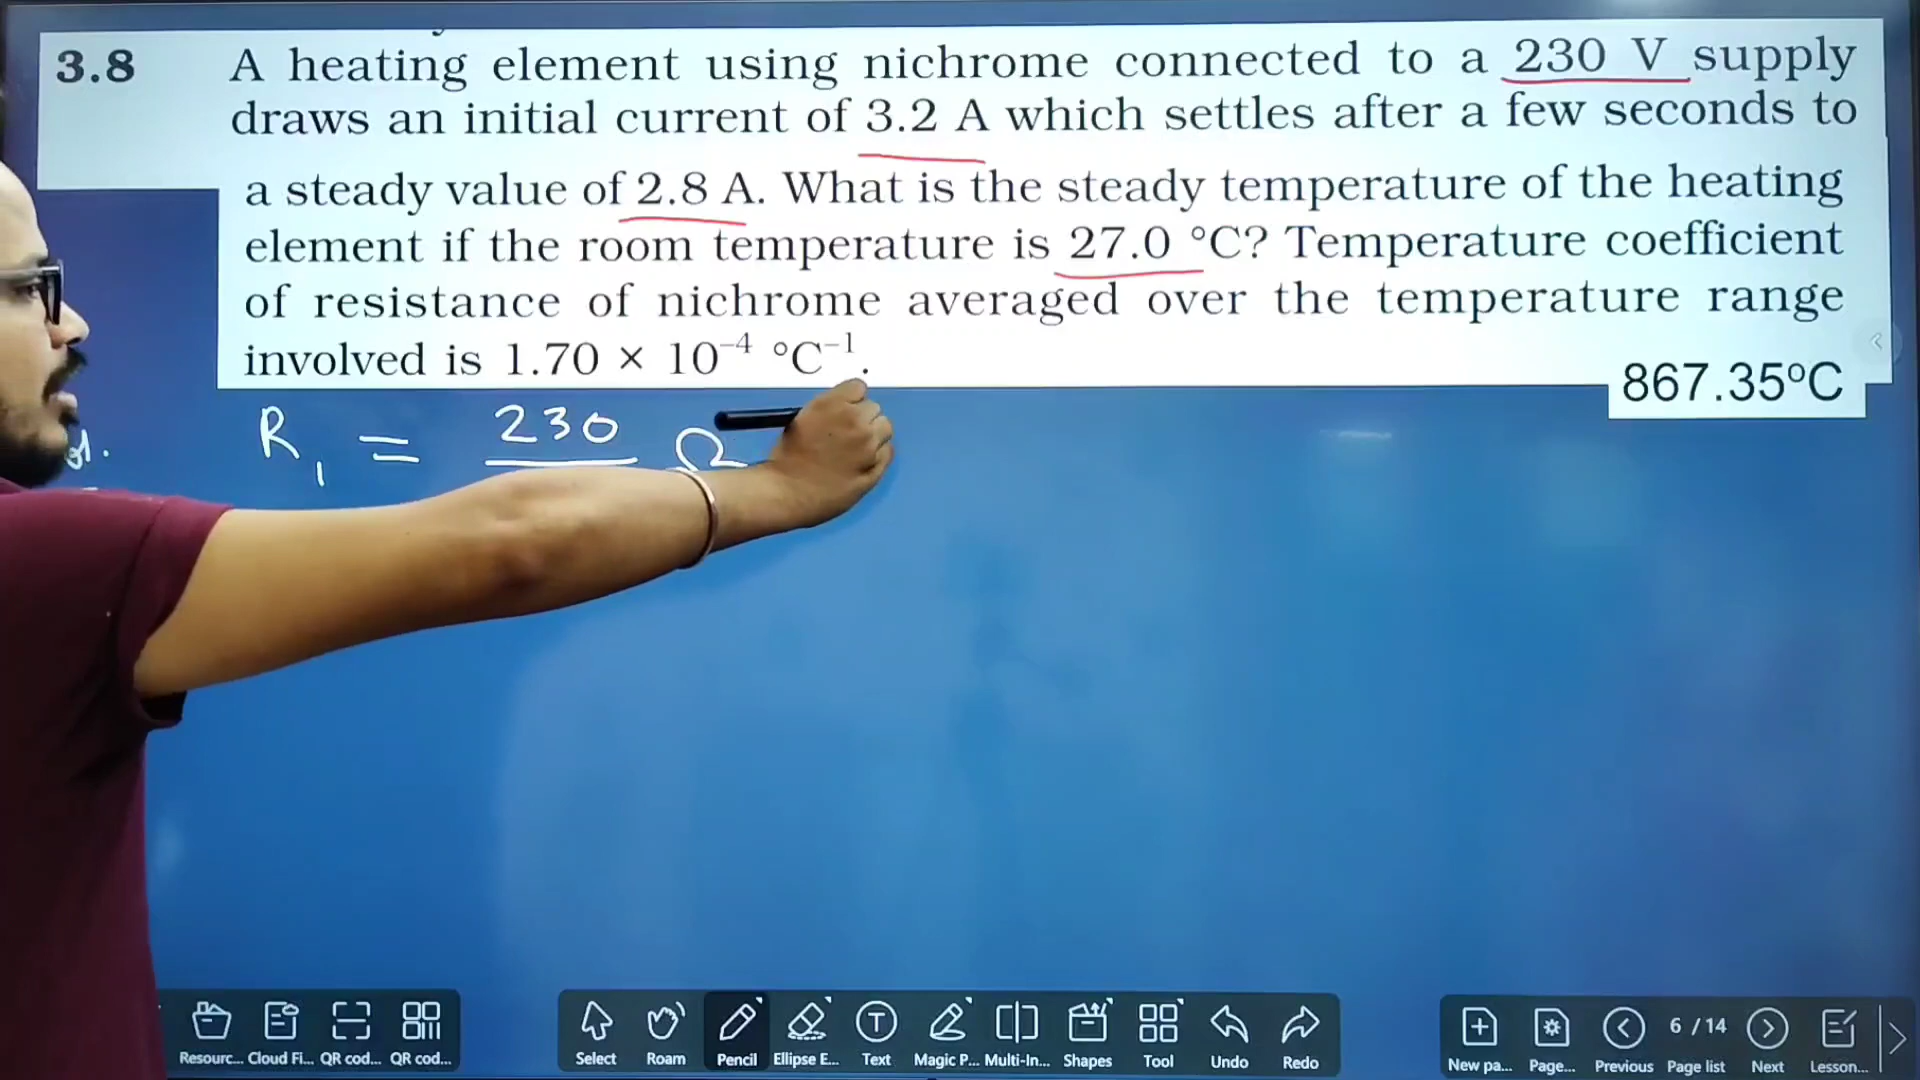 3.8 A heating element using nichrome connected to a 230 V supply
draws an initial current of 3.2 A which settles after a few seconds to
a steady value of 2.8 A. What is the steady temperature of the heating
element if the room temperature is 27.0 °C? Temperature coefficient
of resistance of nichrome averaged over the temperature range
involved is 1.70 × 10⁻⁴ °C⁻¹.
867.35°C
R₁ = 230 Ω
Resourc... Cloud Fi... QR cod... QR cod...
Select Roam Pencil Ellipse E... Text Magic P... Multi-In... Shapes Tool Undo Redo
6 / 14
New pa... Page... Previous Page list Next Lesson...